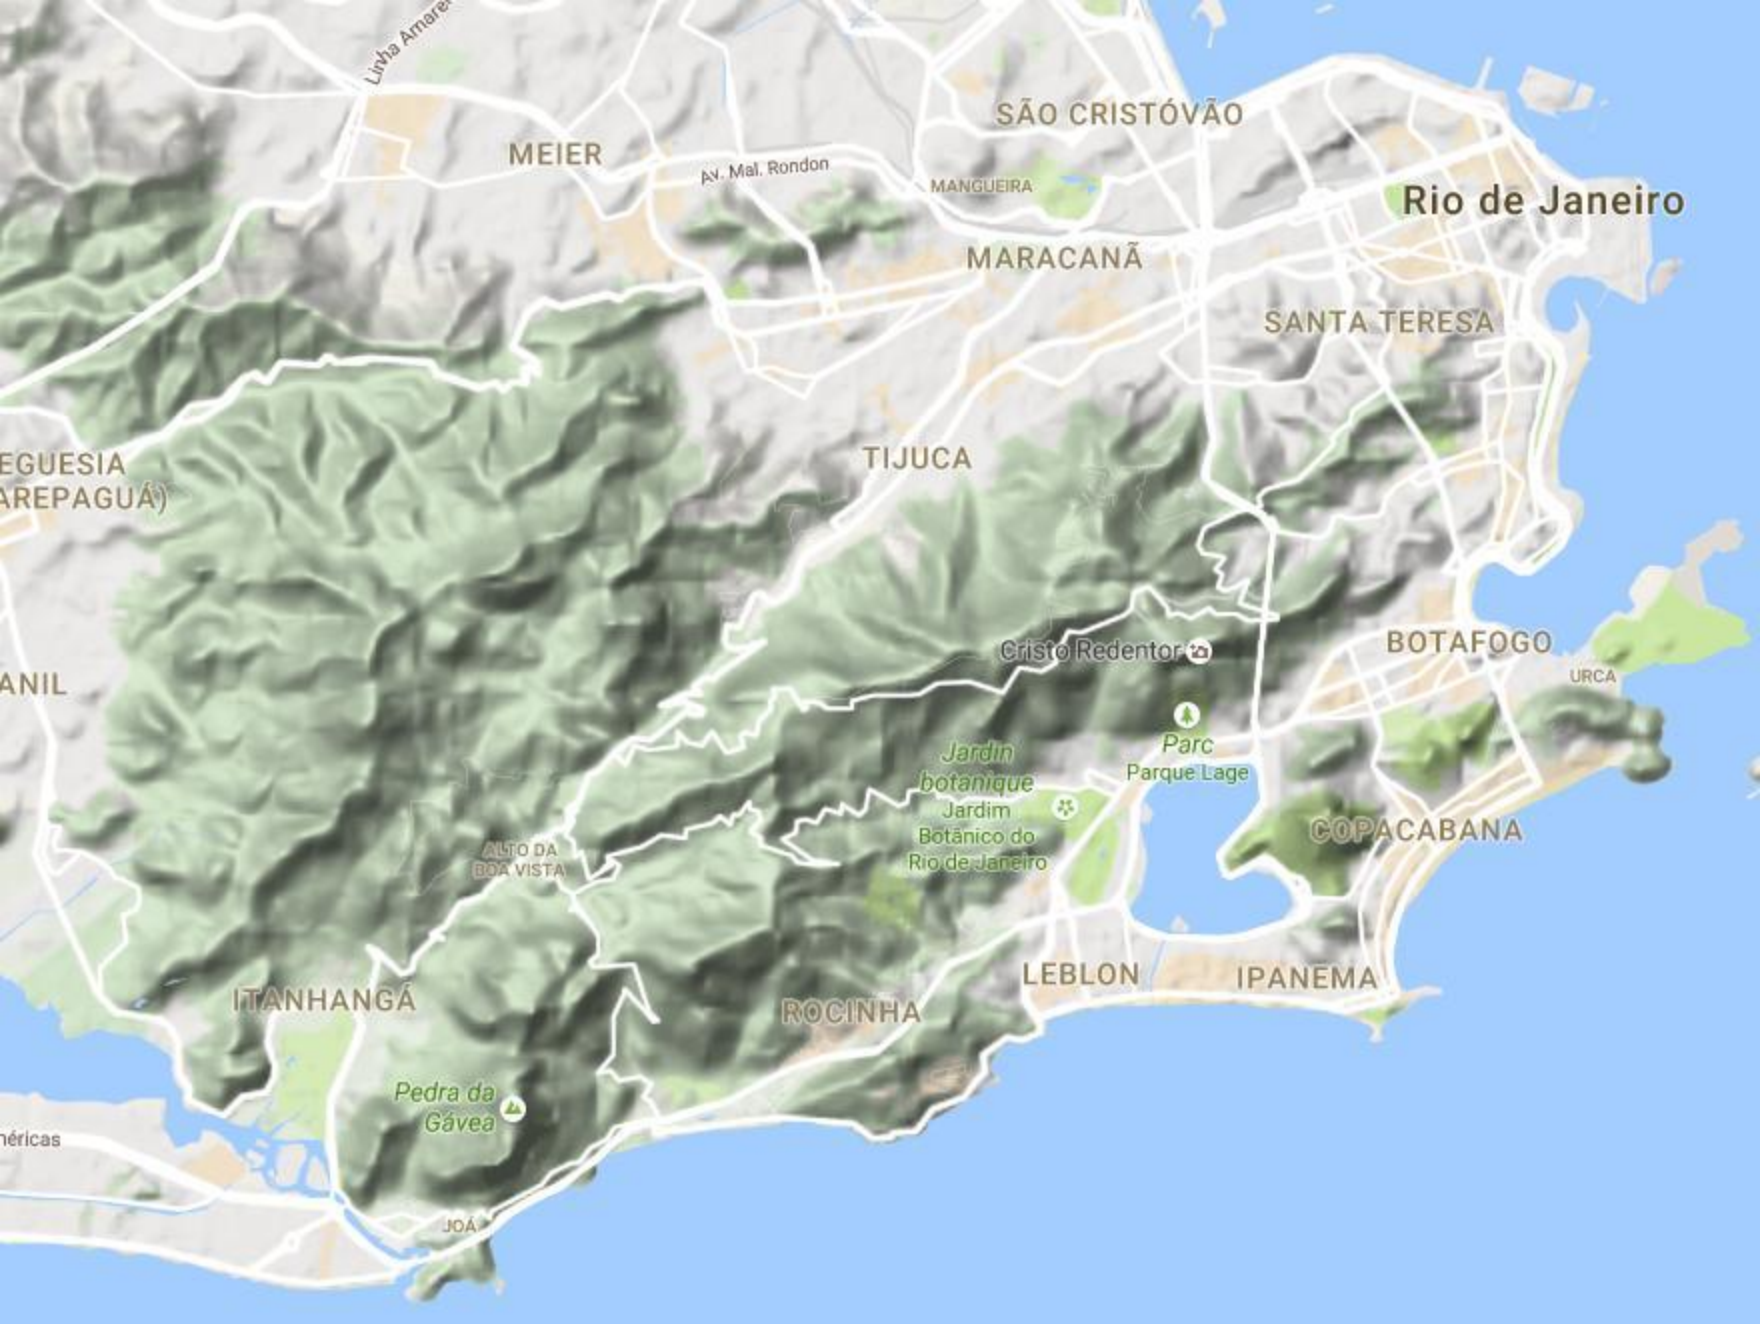 Linha Amare
SÃO CRISTÓVÃO
MEIER
Av. Mal. Rondon
MANGUEIRA
Rio de Janeiro
MARACANÃ
SANTA TERESA
EGUESIA
AREPAGUÁ)
TIJUCA
Cristo Redentor
BOTAFOGO
URCA
ANIL
Parc
Parque Lage
Jardin
botanique
Jardim
Botânico do
Rio de Janeiro
COPACABANA
ALTO DA
BOA VISTA
LEBLON
IPANEMA
ITANHANGÁ
ROCINHA
Pedra da
Gávea
éricas
JOÁ